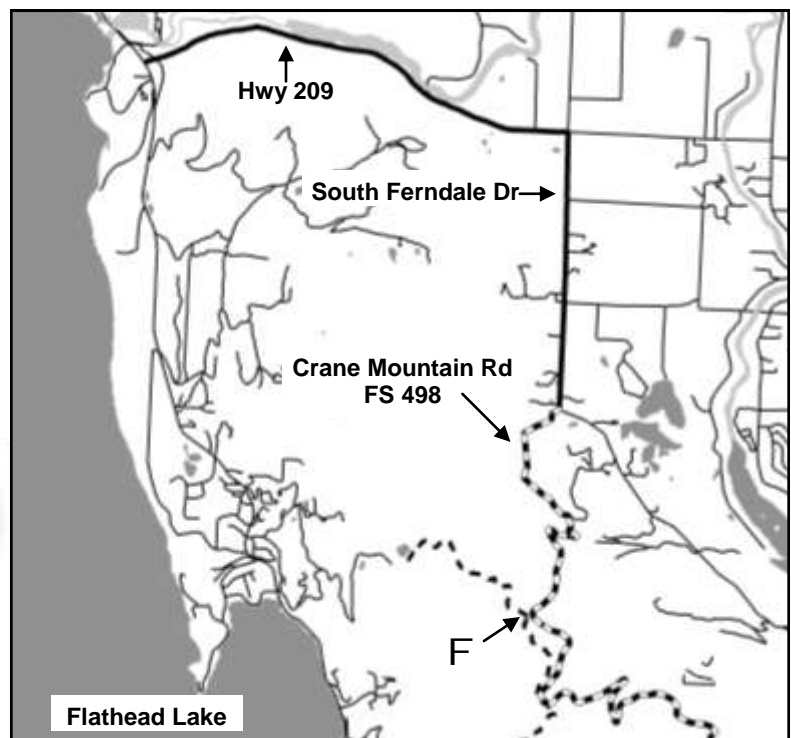 Hwy 209
South Ferndale Dr
Crane Mountain Rd
FS 498
F
Flathead Lake